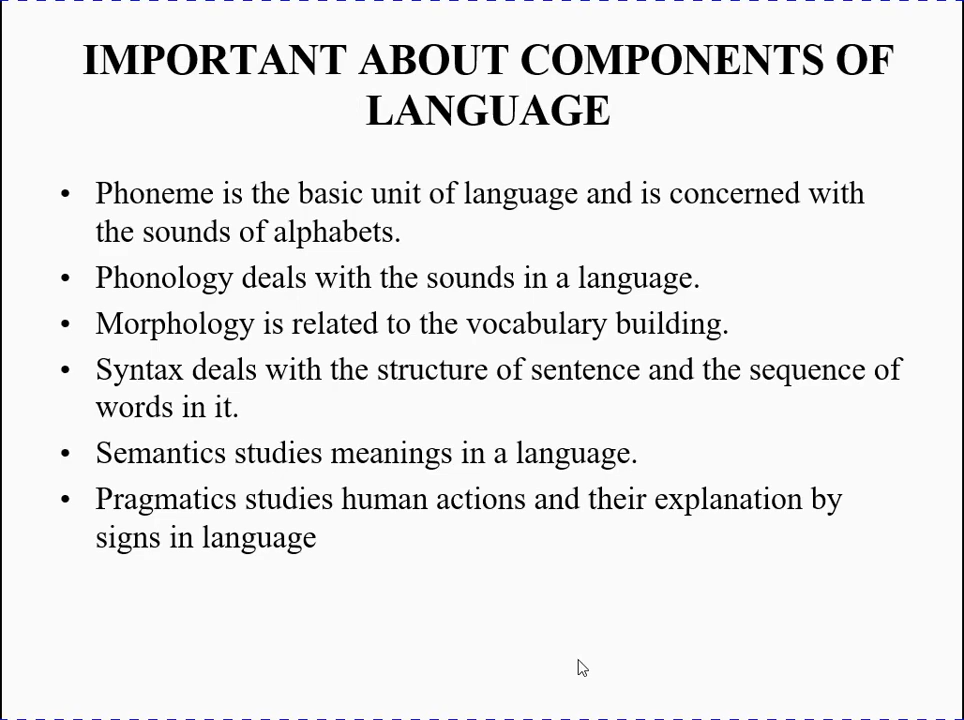 IMPORTANT ABOUT COMPONENTS OF
LANGUAGE
• Phoneme is the basic unit of language and is concerned with
the sounds of alphabets.
• Phonology deals with the sounds in a language.
• Morphology is related to the vocabulary building.
• Syntax deals with the structure of sentence and the sequence of
words in it.
• Semantics studies meanings in a language.
• Pragmatics studies human actions and their explanation by
signs in language